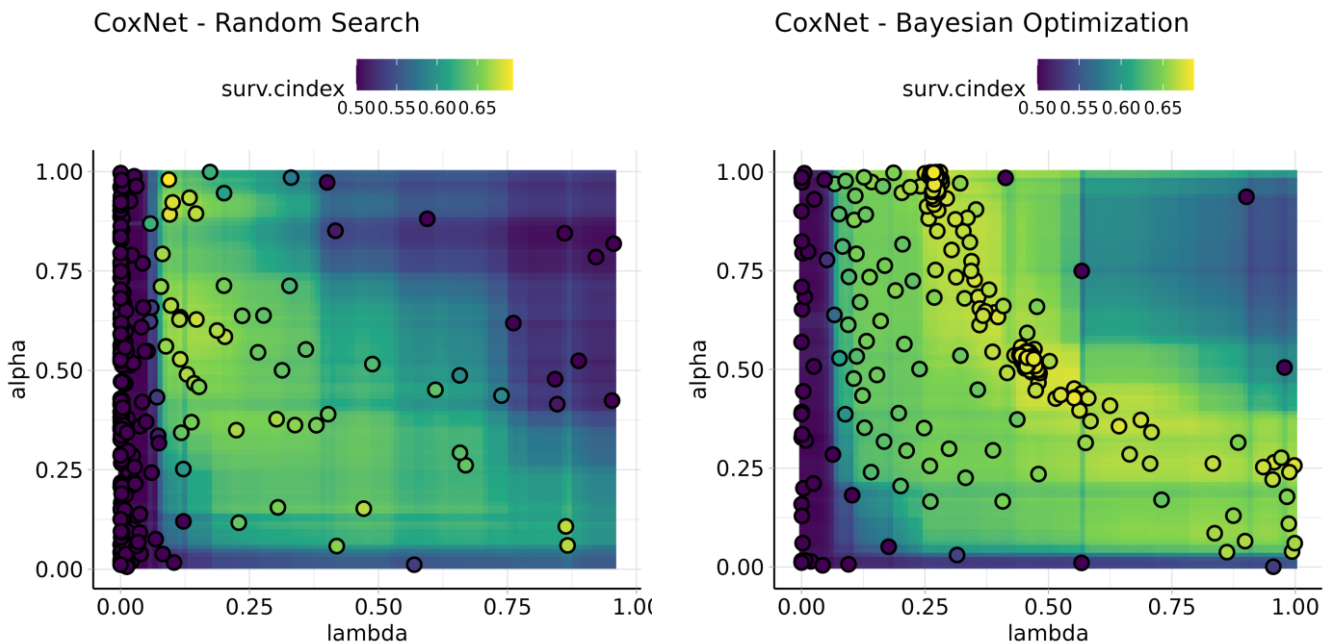 CoxNet - Random Search
surv.cindex
0.50 0.55 0.60 0.65
1.00
0.75
0.50
0.25
0.00
alpha
0.00 0.25 0.50 0.75 1.00
lambda
CoxNet - Bayesian Optimization
surv.cindex
0.50 0.55 0.60 0.65
1.00
0.75
0.50
0.25
0.00
alpha
0.00 0.25 0.50 0.75 1.00
lambda